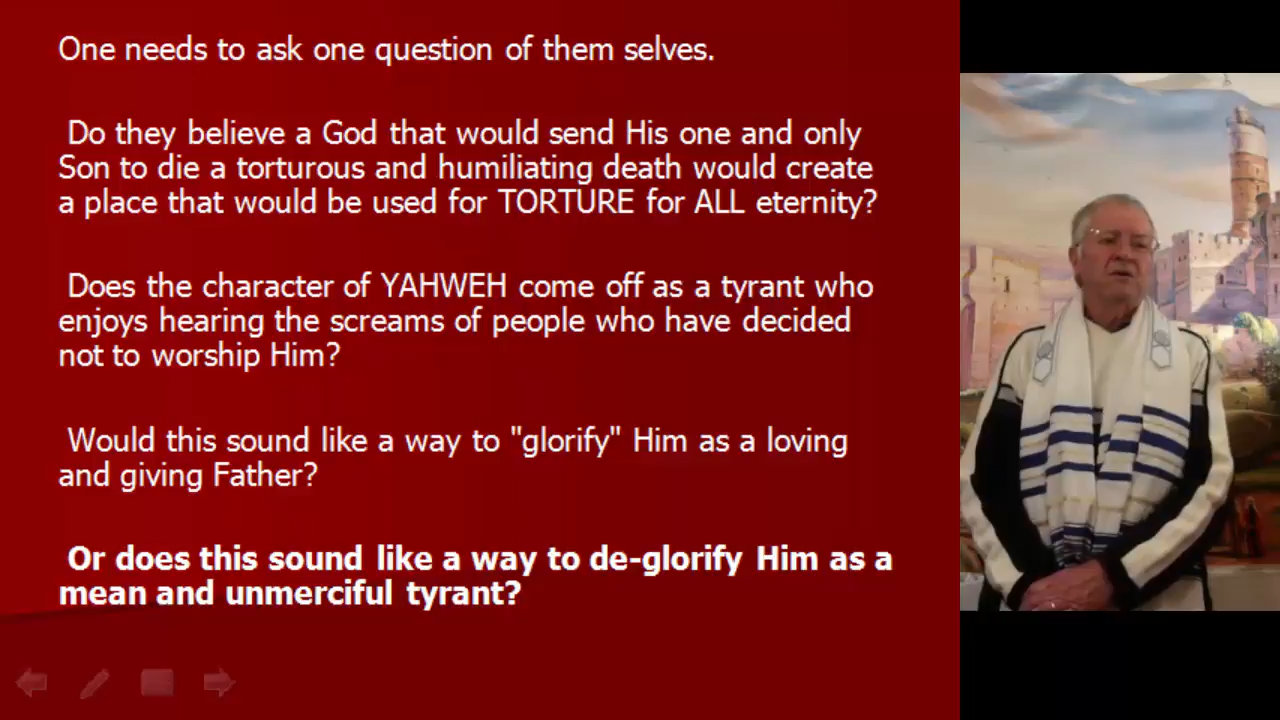 One needs to ask one question of them selves.
Do they believe a God that would send His one and only
Son to die a torturous and humiliating death would create
a place that would be used for TORTURE for ALL eternity?
Does the character of YAHWEH come off as a tyrant who
enjoys hearing the screams of people who have decided
not to worship Him?
Would this sound like a way to "glorify" Him as a loving
and giving Father?
Or does this sound like a way to de-glorify Him as a
mean and unmerciful tyrant?